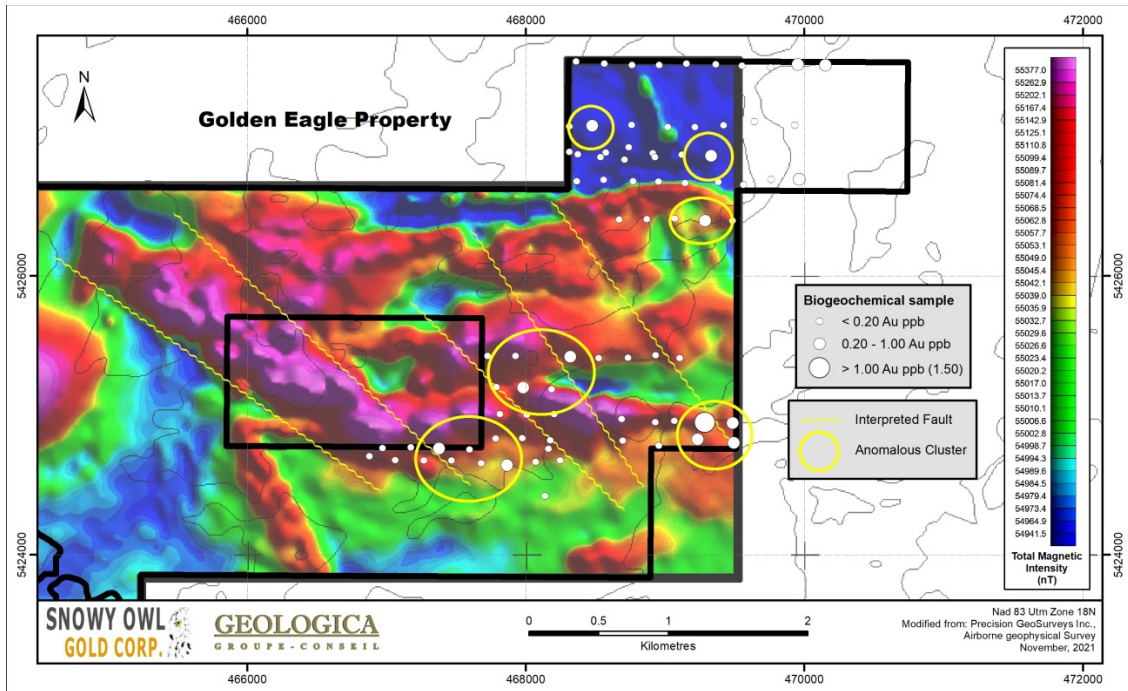 466000
468000
470000
472000
N
Golden Eagle Property
5426000
5424000
55377.0
55262.9
55202.1
55167.4
55142.9
55125.1
55110.8
55099.4
55089.7
55081.4
55074.4
55068.5
55062.8
55057.7
55053.1
55049.0
55045.4
55042.1
55039.0
55035.9
55032.7
55029.6
55026.6
55023.4
55020.2
55017.0
55013.7
55010.1
55006.6
55002.8
54998.7
54994.3
54989.6
54984.5
54979.4
54973.4
54964.9
54941.5
Total Magnetic
Intensity
(nT)
5426000
5424000
Biogeochemical sample
< 0.20 Au ppb
0.20 - 1.00 Au ppb
> 1.00 Au ppb (1.50)
Interpreted Fault
Anomalous Cluster
SNOWY OWL
GOLD CORP.
GEOLOGICA
GROUPE-CONSEIL
0 0.5 1 2
Kilometres
Nad 83 Utm Zone 18N
Modified from: Precision GeoSurveys Inc.,
Airborne geophysical Survey
November, 2021
466000
468000
470000
472000